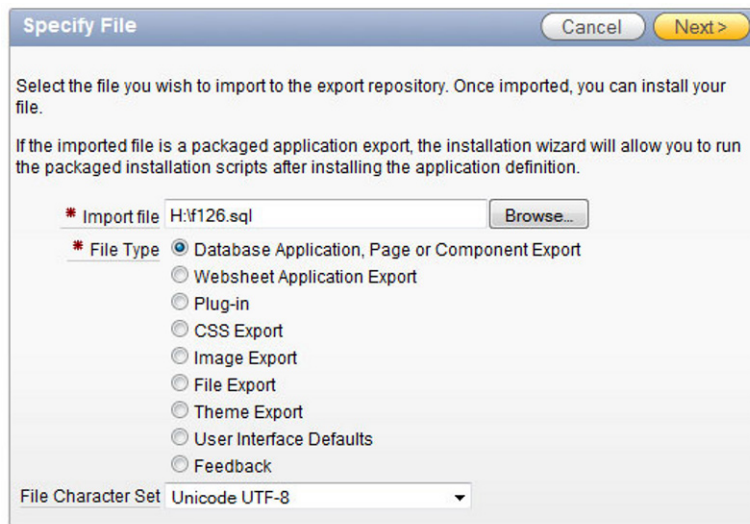 Specify File
Cancel
Next >
Select the file you wish to import to the export repository. Once imported, you can install your
file.
If the imported file is a packaged application export, the installation wizard will allow you to run
the packaged installation scripts after installing the application definition.
* Import file H:\f126.sql Browse...
* File Type Database Application, Page or Component Export
Websheet Application Export
Plug-in
CSS Export
Image Export
File Export
Theme Export
User Interface Defaults
Feedback
File Character Set Unicode UTF-8